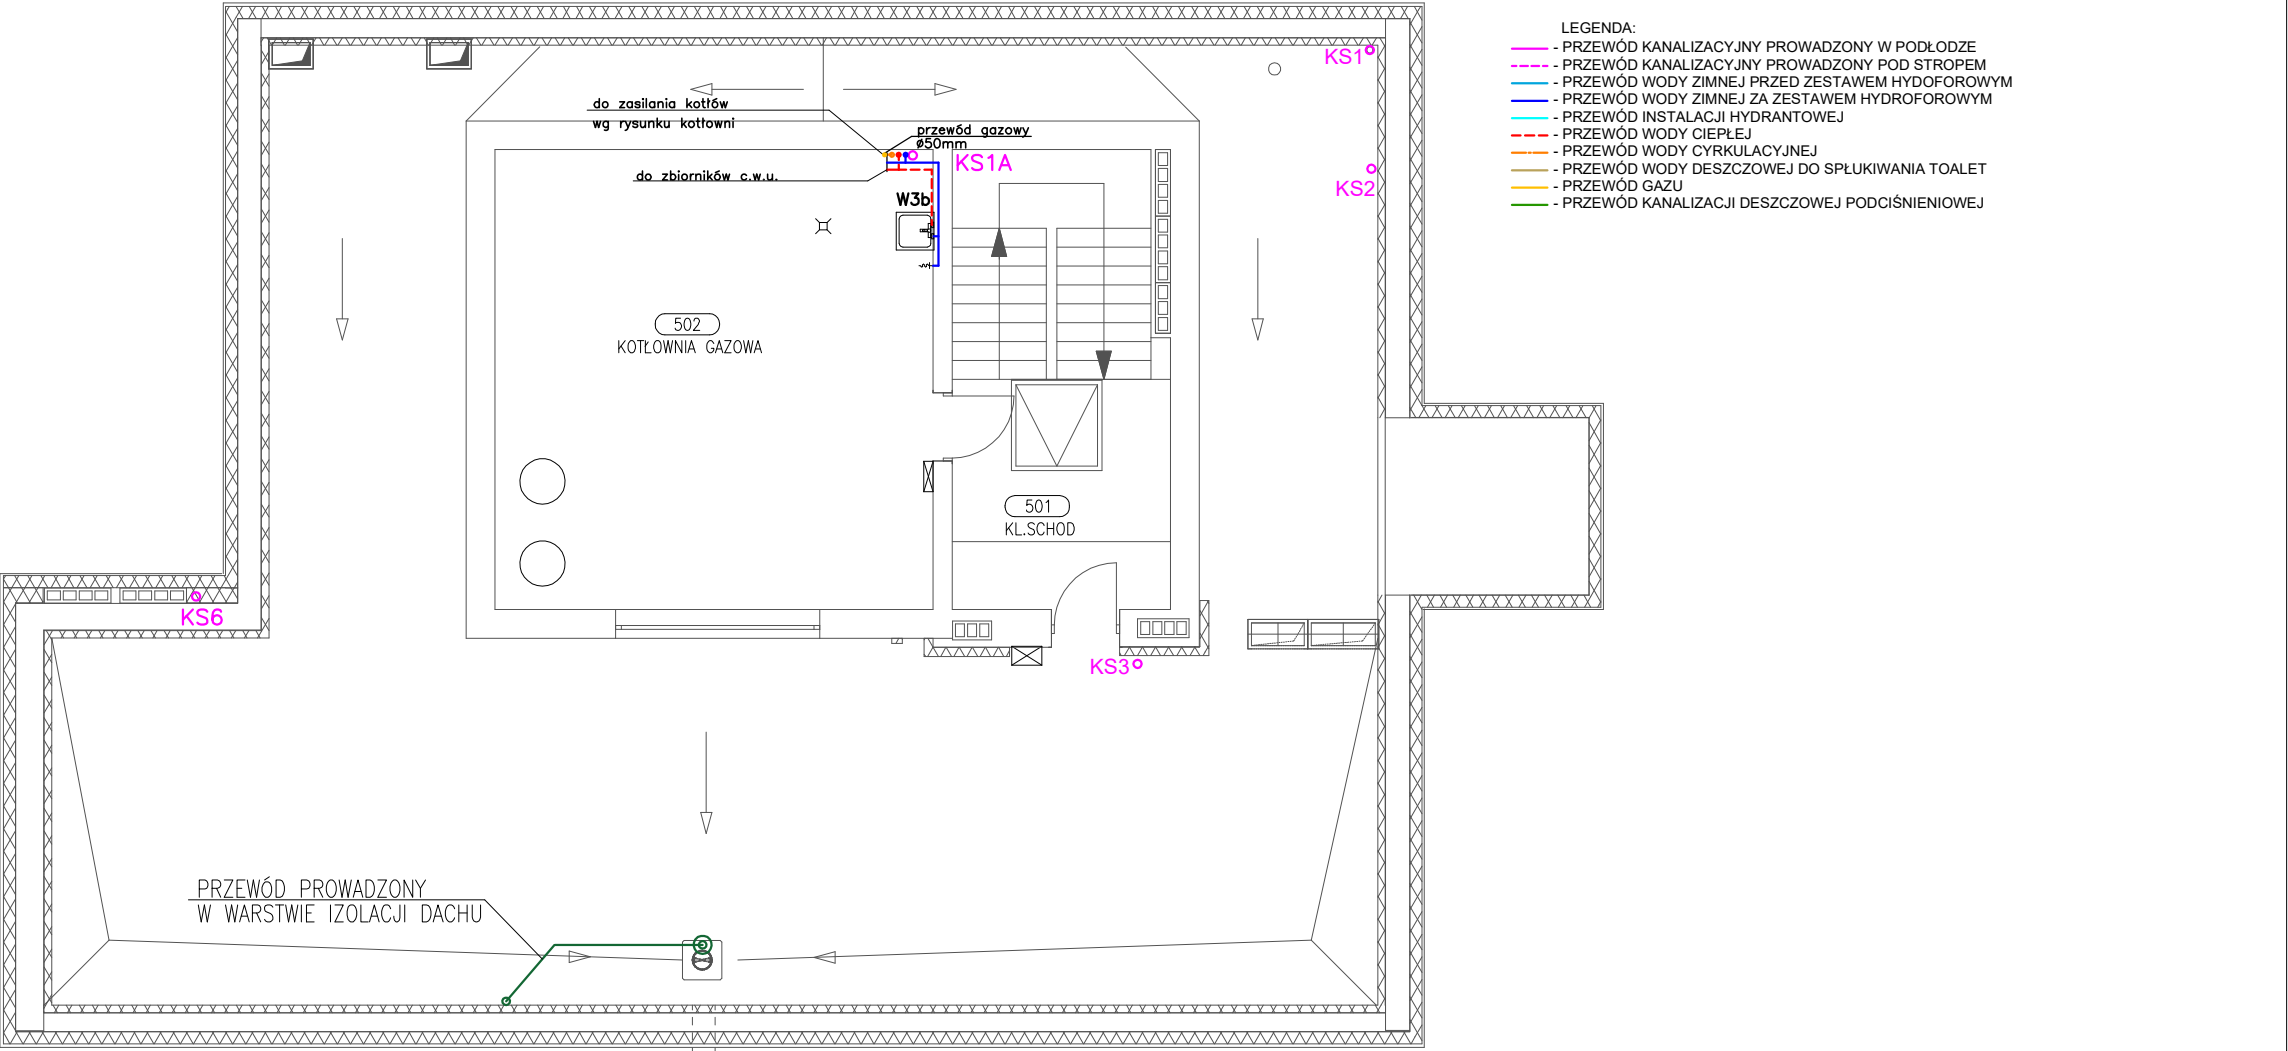 LEGENDA:
- PRZEWÓD KANALIZACYJNY PROWADZONY W PODŁODZE
- PRZEWÓD KANALIZACYJNY PROWADZONY POD STROPEM
- PRZEWÓD WODY ZIMNEJ PRZED ZESTAWEM HYDOFOROWYM
- PRZEWÓD WODY ZIMNEJ ZA ZESTAWEM HYDROFOROWYM
- PRZEWÓD INSTALACJI HYDRANTOWEJ
- PRZEWÓD WODY CIEPŁEJ
- PRZEWÓD WODY CYRKULACYJNEJ
- PRZEWÓD WODY DESZCZOWEJ DO SPŁUKIWANIA TOALET
- PRZEWÓD GAZU
- PRZEWÓD KANALIZACJI DESZCZOWEJ PODCIŚNIENIOWEJ
KS1
do zasilania kotłów
wg rysunku kotłowni
przewód gazowy
ø50mm
KS1A
do zbiorników c.w.u.
KS2
W3b
502
KOTŁOWNIA GAZOWA
501
KL.SCHOD
KS6
KS3
PRZEWÓD PROWADZONY
W WARSTWIE IZOLACJI DACHU